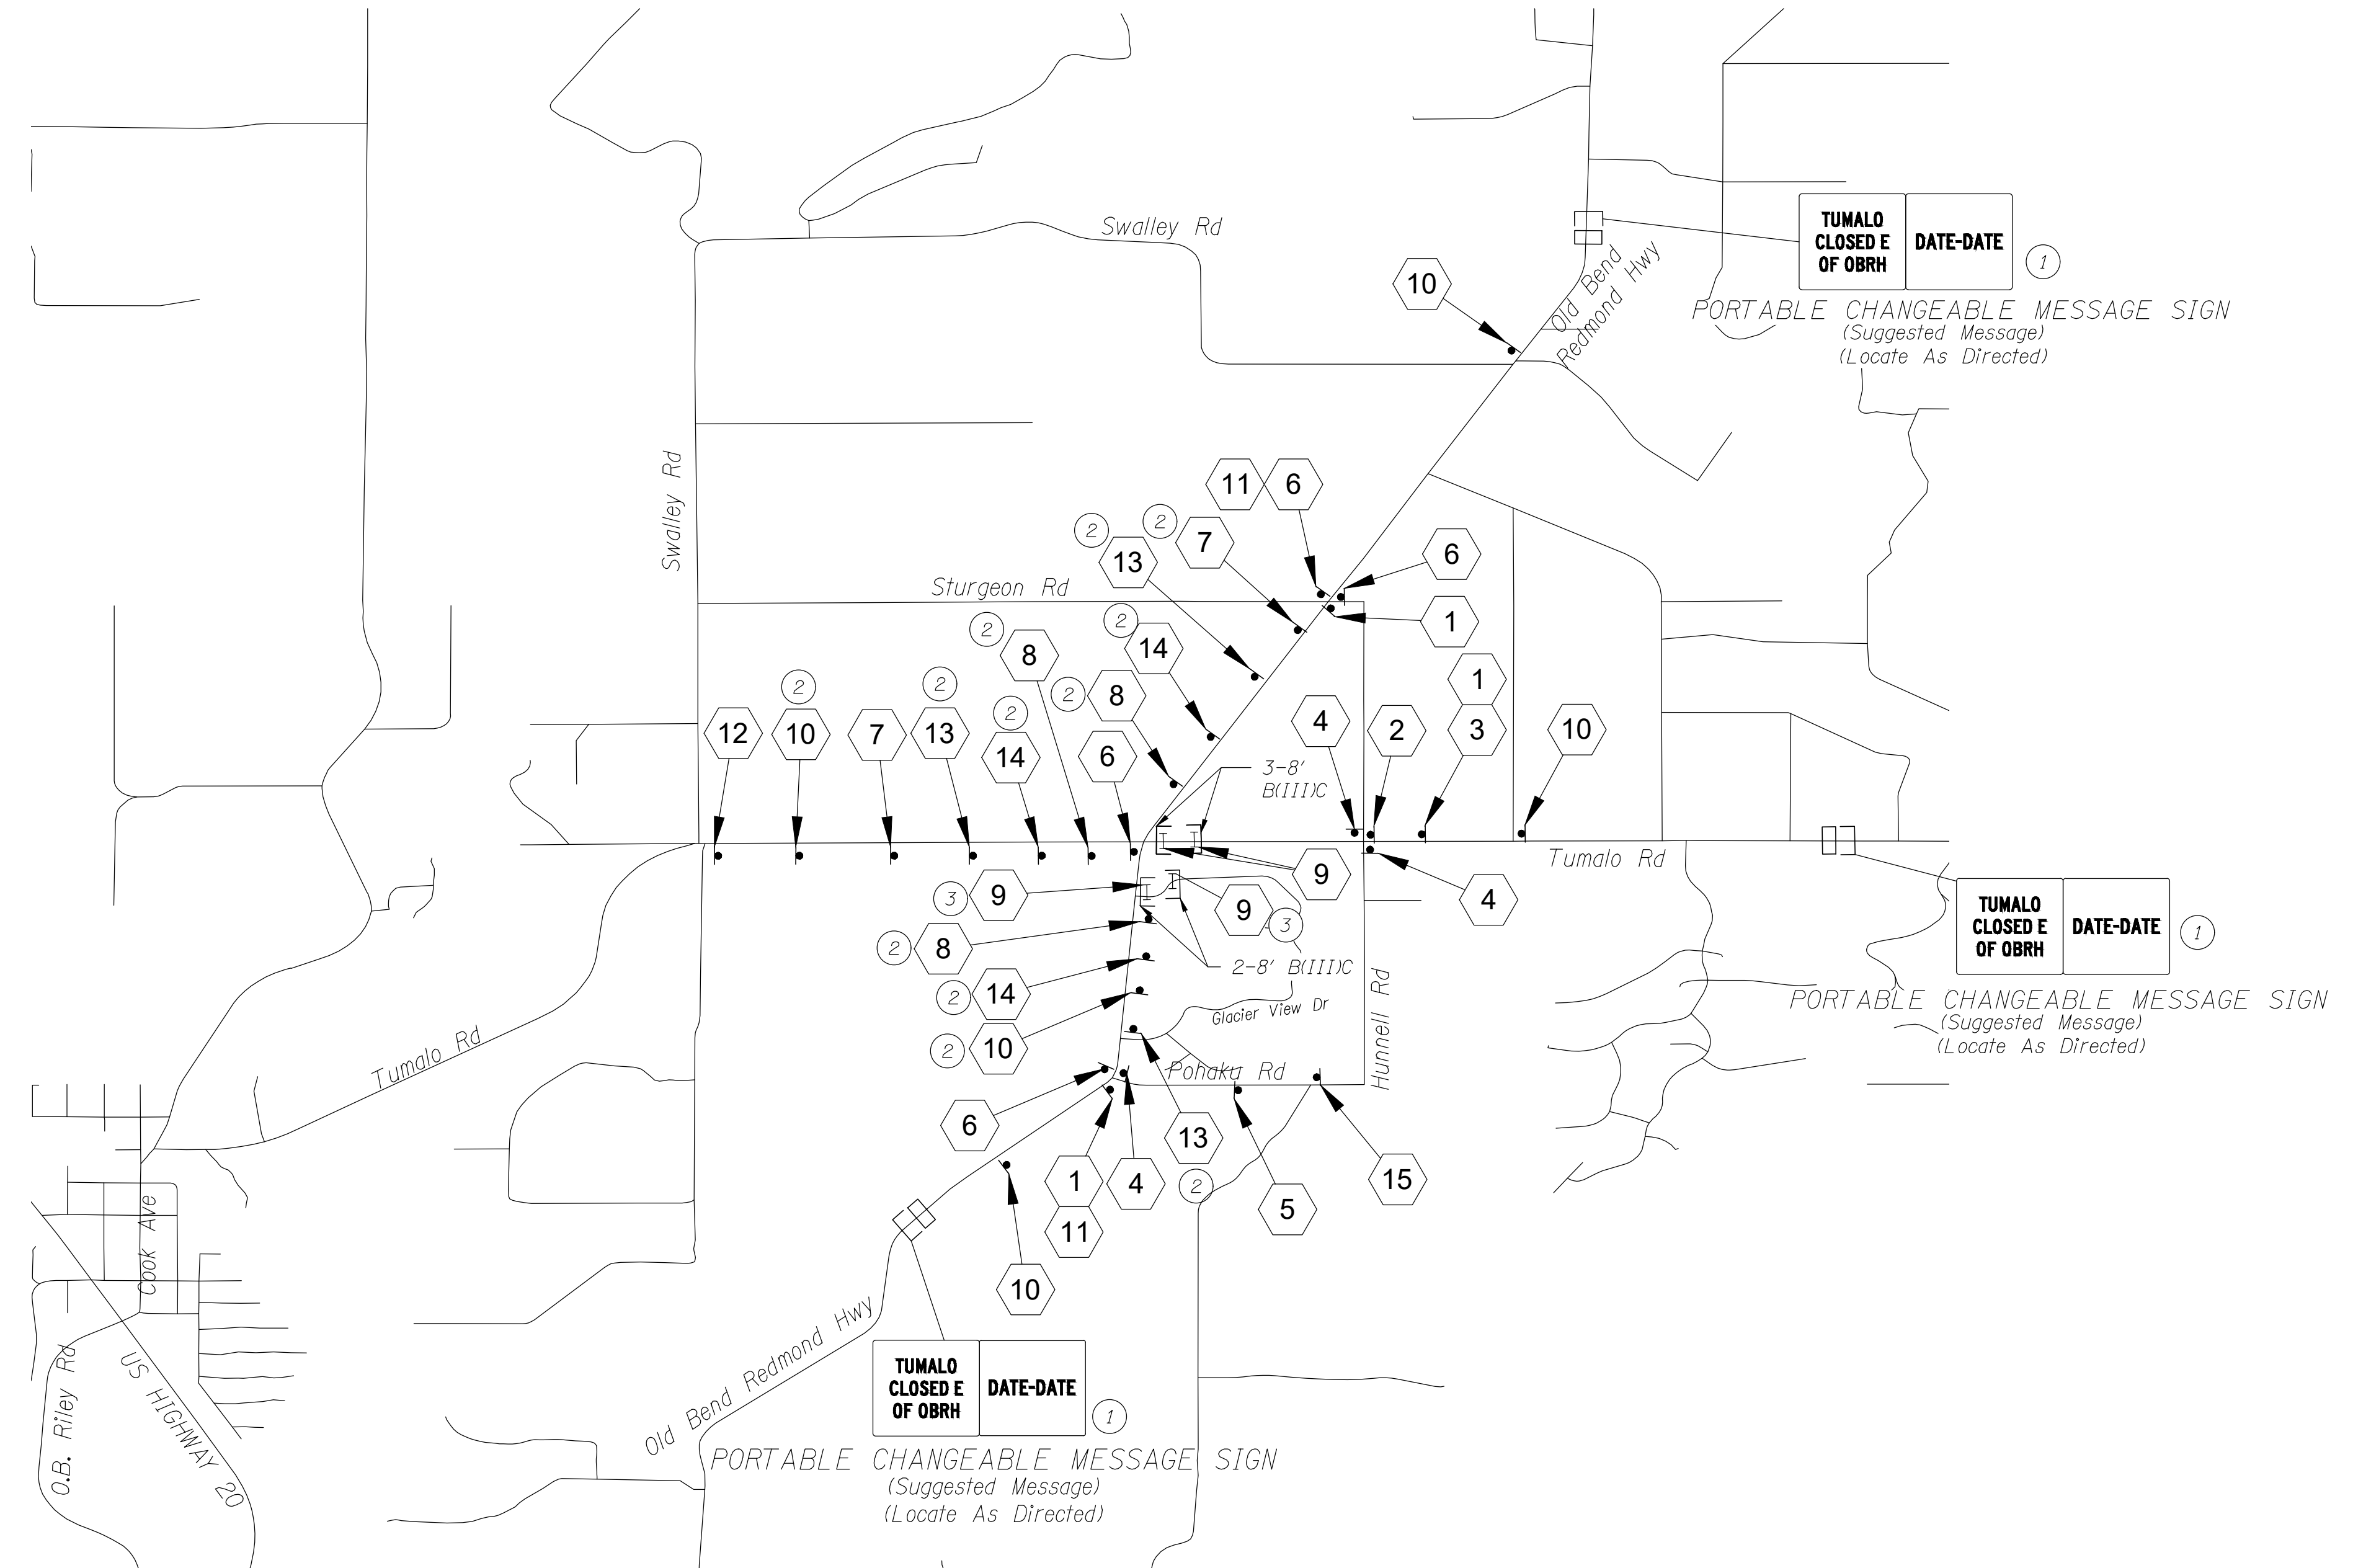 Swalley Rd
TUMALO
CLOSED E
OF OBRH
DATE-DATE
1
PORTABLE CHANGEABLE MESSAGE SIGN
(Suggested Message)
(Locate As Directed)
10
Old Bend
Redmond Hwy
Swalley Rd
11
6
2
7
2
13
6
Sturgeon Rd
1
2
14
2
8
2
8
1
3
4
2
10
12
2
10
7
2
13
2
14
6
3-8'
B(III)C
Tumalo Rd
9
4
3
9
9
3
2
8
2-8' B(III)C
2
14
Glacier View Dr
Hunnell Rd
2
10
Pohaku Rd
TUMALO
CLOSED E
OF OBRH
DATE-DATE
1
PORTABLE CHANGEABLE MESSAGE SIGN
(Suggested Message)
(Locate As Directed)
Tumalo Rd
6
13
2
1
11
4
5
15
10
Cook Ave
O.B. Riley Rd
US HIGHWAY 20
Old Bend Redmond Hwy
TUMALO
CLOSED E
OF OBRH
DATE-DATE
1
PORTABLE CHANGEABLE MESSAGE SIGN
(Suggested Message)
(Locate As Directed)